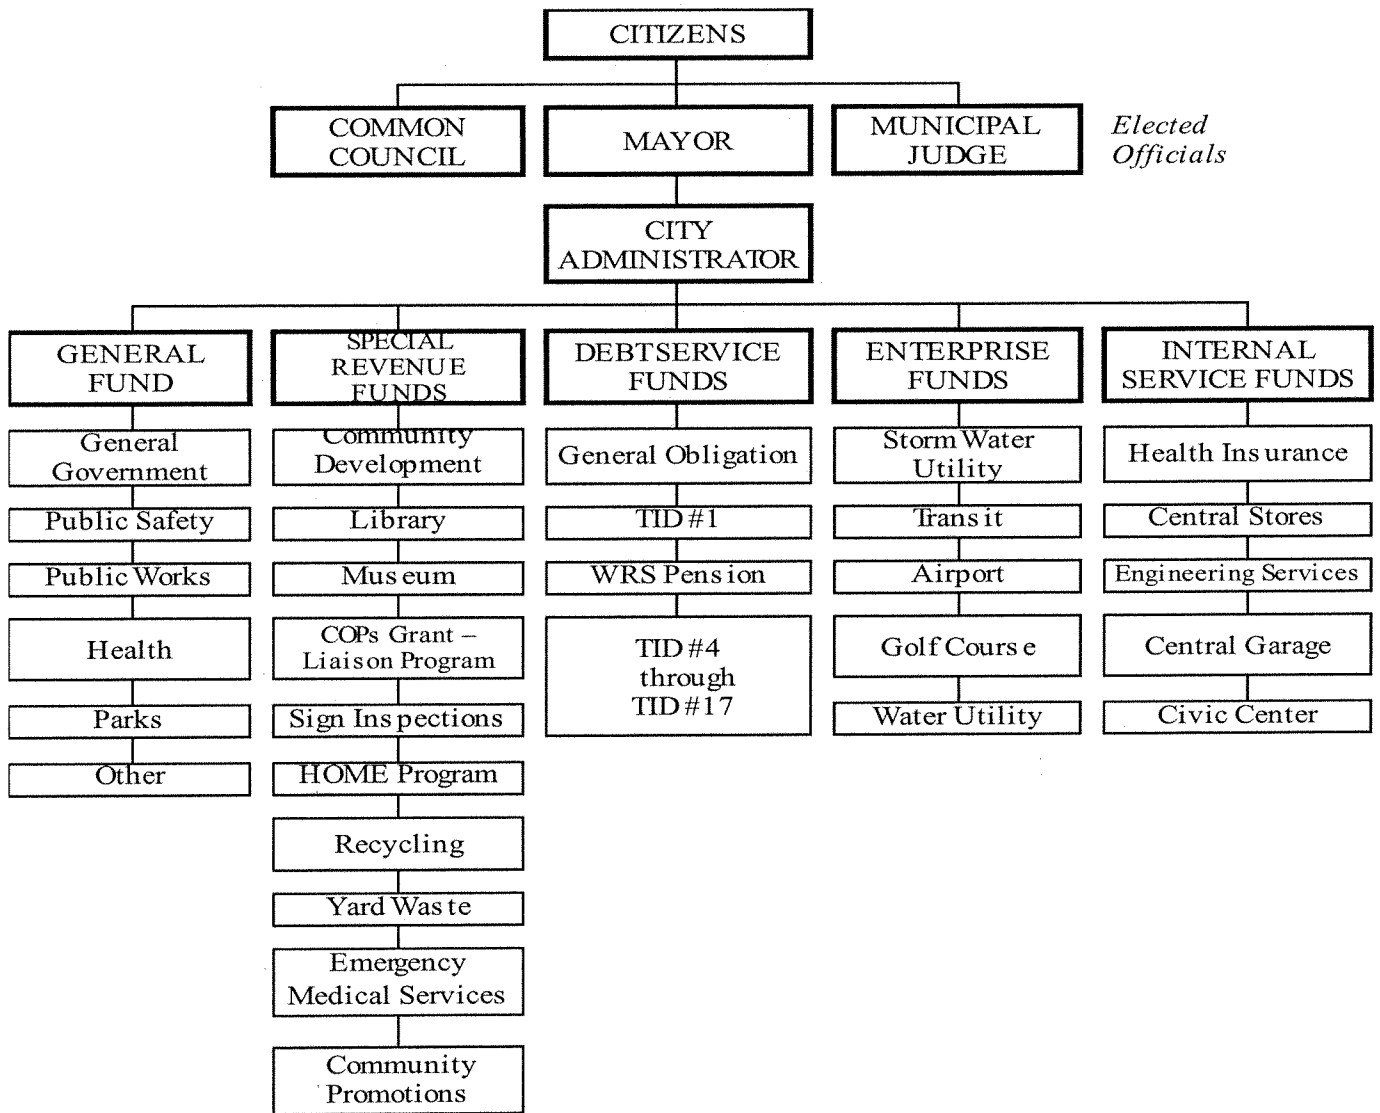 CITIZENS
COMMON
COUNCIL
MAYOR
MUNICIPAL
JUDGE
Elected
Officials
CITY
ADMINISTRATOR
GENERAL
FUND
General
Government
Public Safety
Public Works
Health
Parks
Other
SPECIAL
REVENUE
FUNDS
Community
Development
Library
Museum
COPs Grant –
Liaison Program
Sign Inspections
HOME Program
Recycling
Yard Waste
Emergency
Medical Services
Community
Promotions
DEBT SERVICE
FUNDS
General Obligation
TID #1
WRS Pension
TID #4
through
TID #17
ENTERPRISE
FUNDS
Storm Water
Utility
Transit
Airport
Golf Course
Water Utility
INTERNAL
SERVICE FUNDS
Health Insurance
Central Stores
Engineering Services
Central Garage
Civic Center